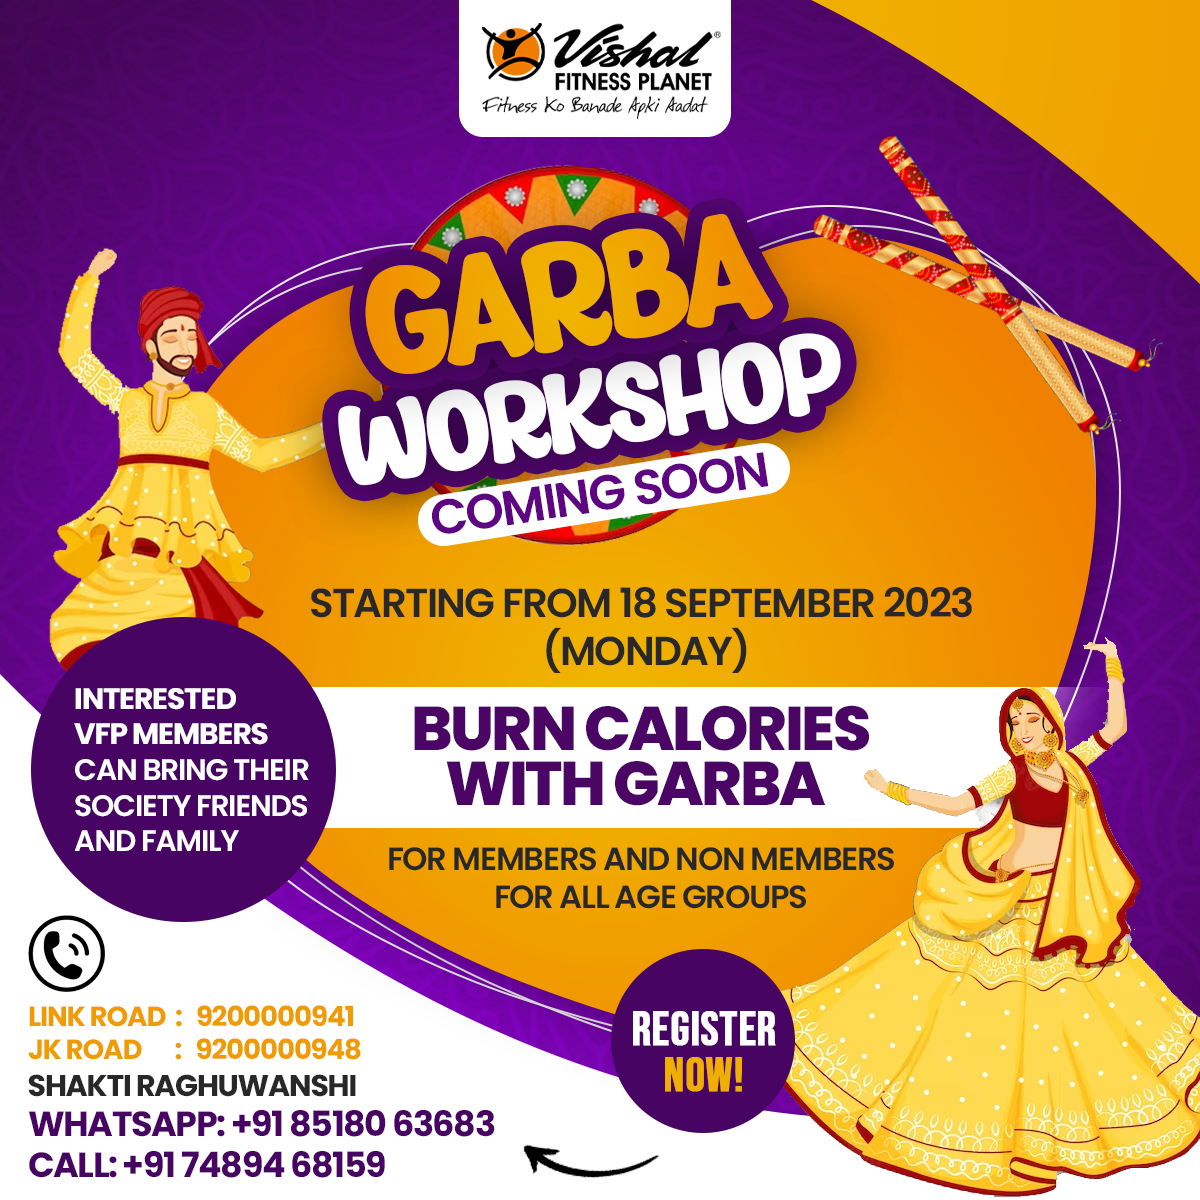 Vishal®
FITNESS PLANET
Fitness Ko Banade Apki Aadat
GARBA
WORKSHOP
COMING SOON
STARTING FROM 18 SEPTEMBER 2023
(MONDAY)
BURN CALORIES
WITH GARBA
FOR MEMBERS AND NON MEMBERS
FOR ALL AGE GROUPS
INTERESTED
VFP MEMBERS
CAN BRING THEIR
SOCIETY FRIENDS
AND FAMILY
REGISTER
NOW!
LINK ROAD : 9200000941
JK ROAD : 9200000948
SHAKTI RAGHUWANSHI
WHATSAPP: +91 85180 63683
CALL: +91 74894 68159